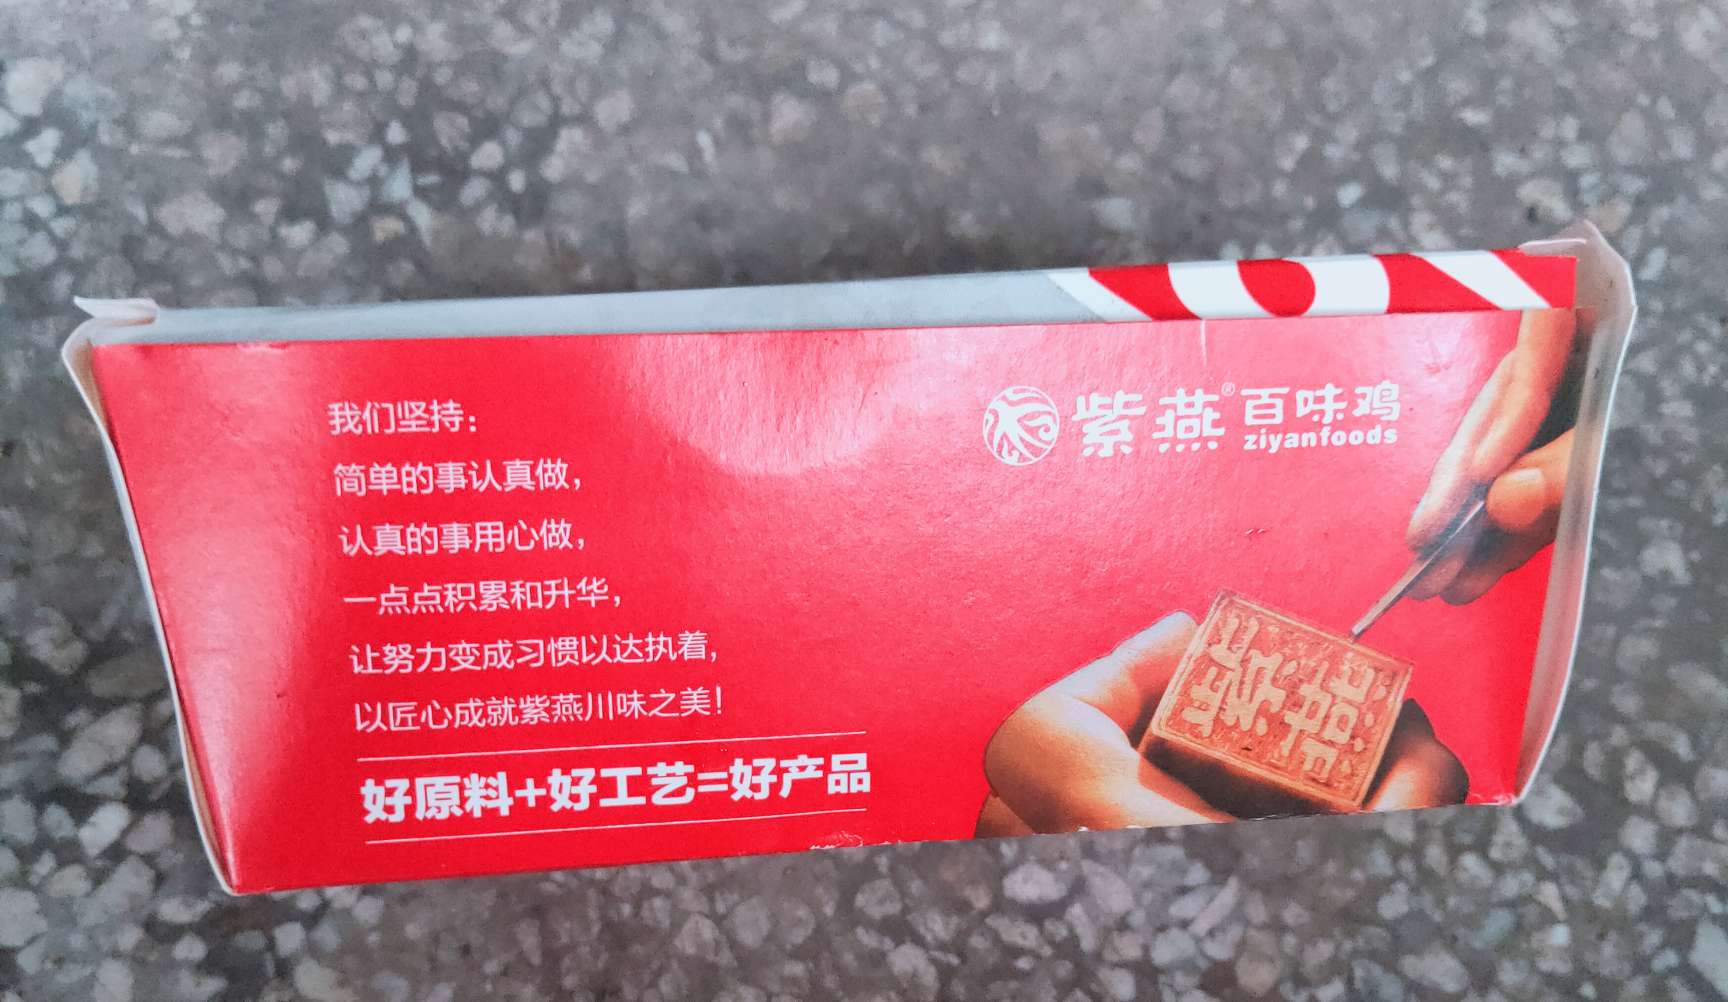 我们坚持：
简单的事认真做，
认真的事用心做，
一点点积累和升华，
让努力变成习惯以达执着，
以匠心成就紫燕川味之美！
好原料+好工艺=好产品
紫燕®百味鸡
ziyanfoods